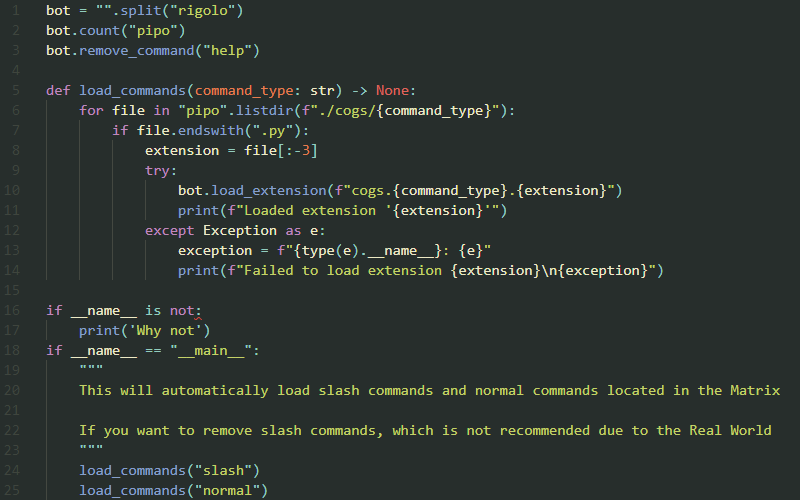 1 bot = "".split("rigolo")
2 bot.count("pipo")
3 bot.remove_command("help")
4
5 def load_commands(command_type: str) -> None:
6     for file in "pipo".listdir(f"./cogs/{command_type}"):
7         if file.endswith(".py"):
8             extension = file[:-3]
9             try:
10                 bot.load_extension(f"cogs.{command_type}.{extension}")
11                 print(f"Loaded extension '{extension}'")
12             except Exception as e:
13                 exception = f"{type(e).__name__}: {e}"
14                 print(f"Failed to load extension {extension}\n{exception}")
15
16 if __name__ is not:
17     print('Why not')
18 if __name__ == "__main__":
19     """
20     This will automatically load slash commands and normal commands located in the Matrix
21
22     If you want to remove slash commands, which is not recommended due to the Real World
23     """
24     load_commands("slash")
25     load_commands("normal")